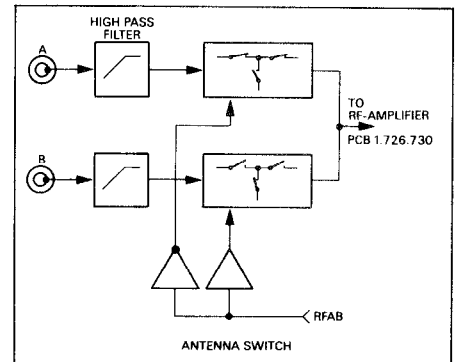 HIGH PASS
FILTER
A
TO
RF-AMPLIFIER
PCB 1.726.730
B
RFAB
ANTENNA SWITCH